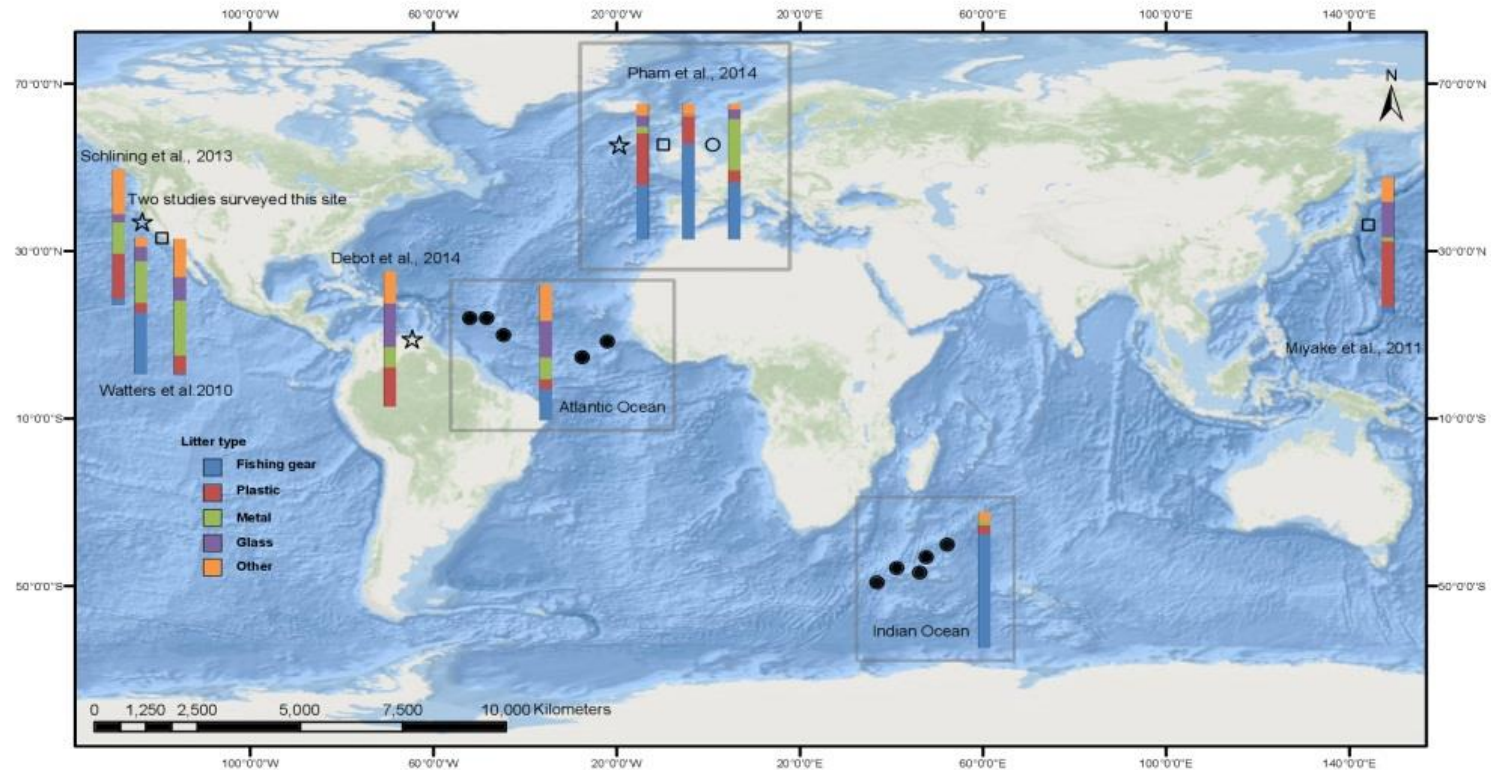 100°0'0"W 60°0'0"W 20°0'0"W 20°0'0"E 60°0'0"E 100°0'0"E 140°0'0"E
70°0'0"N 70°0'0"N
Pham et al., 2014
N
Schlining et al., 2013
Two studies surveyed this site
30°0'0"N 30°0'0"N
Debot et al., 2014
Miyake et al., 2011
Watters et al.2010
Atlantic Ocean
10°0'0"S 10°0'0"S
Litter type
Fishing gear
Plastic
Metal
Glass
Other
50°0'0"S 50°0'0"S
Indian Ocean
0 1,250 2,500 5,000 7,500 10,000 Kilometers
100°0'0"W 60°0'0"W 20°0'0"W 20°0'0"E 60°0'0"E 100°0'0"E 140°0'0"E